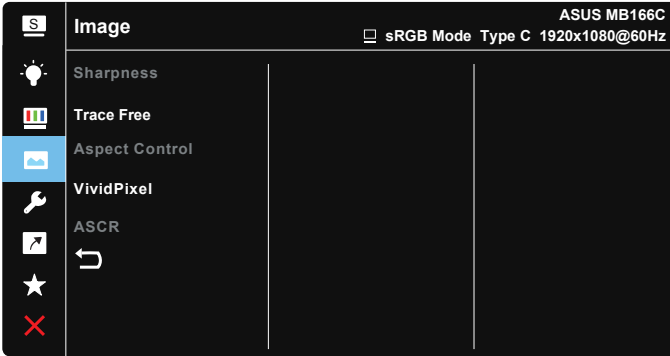 S
Image
ASUS MB166C
sRGB Mode Type C 1920x1080@60Hz
Sharpness
Trace Free
Aspect Control
VividPixel
ASCR